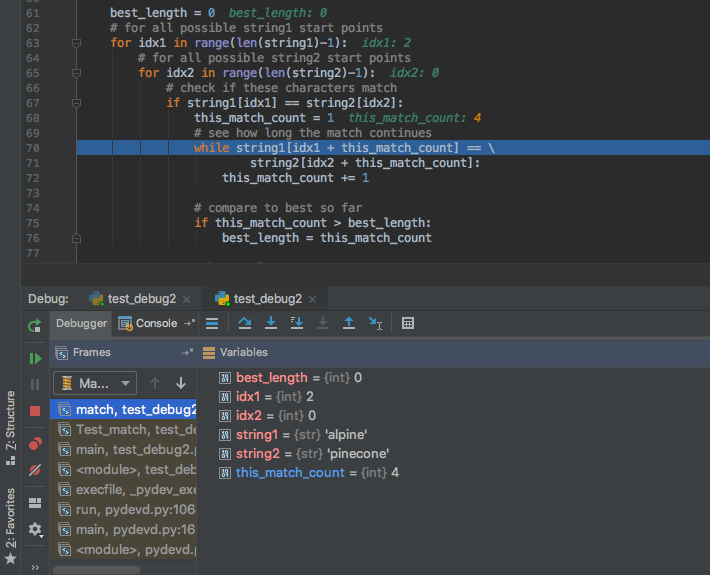 61 best_length = 0 best_length: 0
62 # for all possible string1 start points
63 for idx1 in range(len(string1)-1): idx1: 2
64 # for all possible string2 start points
65 for idx2 in range(len(string2)-1): idx2: 0
66 # check if these characters match
67 if string1[idx1] == string2[idx2]:
68 this_match_count = 1 this_match_count: 4
69 # see how long the match continues
70 while string1[idx1 + this_match_count] == \
71 string2[idx2 + this_match_count]:
72 this_match_count += 1
73
74 # compare to best so far
75 if this_match_count > best_length:
76 best_length = this_match_count
77
Debug: test_debug2 × test_debug2 ×
Debugger Console
Frames
Variables
Ma...
match, test_debug2
Test_match, test_de
main, test_debug2.p
<module>, test_deb
execfile, _pydev_exe
run, pydevd.py:106
main, pydevd.py:16
<module>, pydevd.p
best_length = {int} 0
idx1 = {int} 2
idx2 = {int} 0
string1 = {str} 'alpine'
string2 = {str} 'pinecone'
this_match_count = {int} 4
7: Structure
2: Favorites